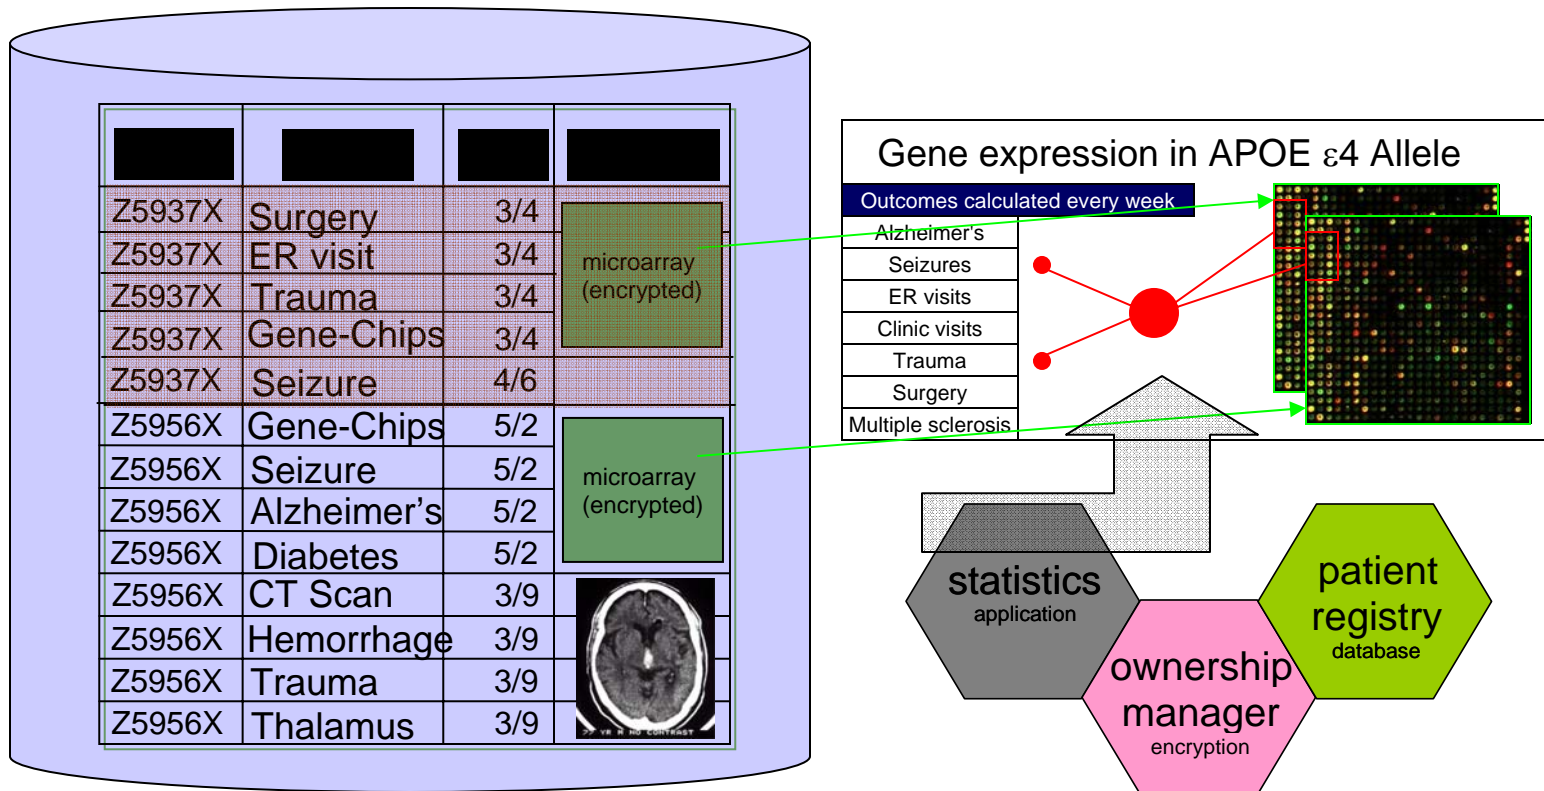 Z5937X Surgery 3/4
Z5937X ER visit 3/4
Z5937X Trauma 3/4
Z5937X Gene-Chips 3/4
Z5937X Seizure 4/6
microarray
(encrypted)
Z5956X Gene-Chips 5/2
Z5956X Seizure 5/2
Z5956X Alzheimer's 5/2
Z5956X Diabetes 5/2
microarray
(encrypted)
Z5956X CT Scan 3/9
Z5956X Hemorrhage 3/9
Z5956X Trauma 3/9
Z5956X Thalamus 3/9
YR M NO CONTRAST
Gene expression in APOE ε4 Allele
Outcomes calculated every week
Alzheimer's
Seizures
ER visits
Clinic visits
Trauma
Surgery
Multiple sclerosis
statistics
application
ownership
manager
encryption
patient
registry
database